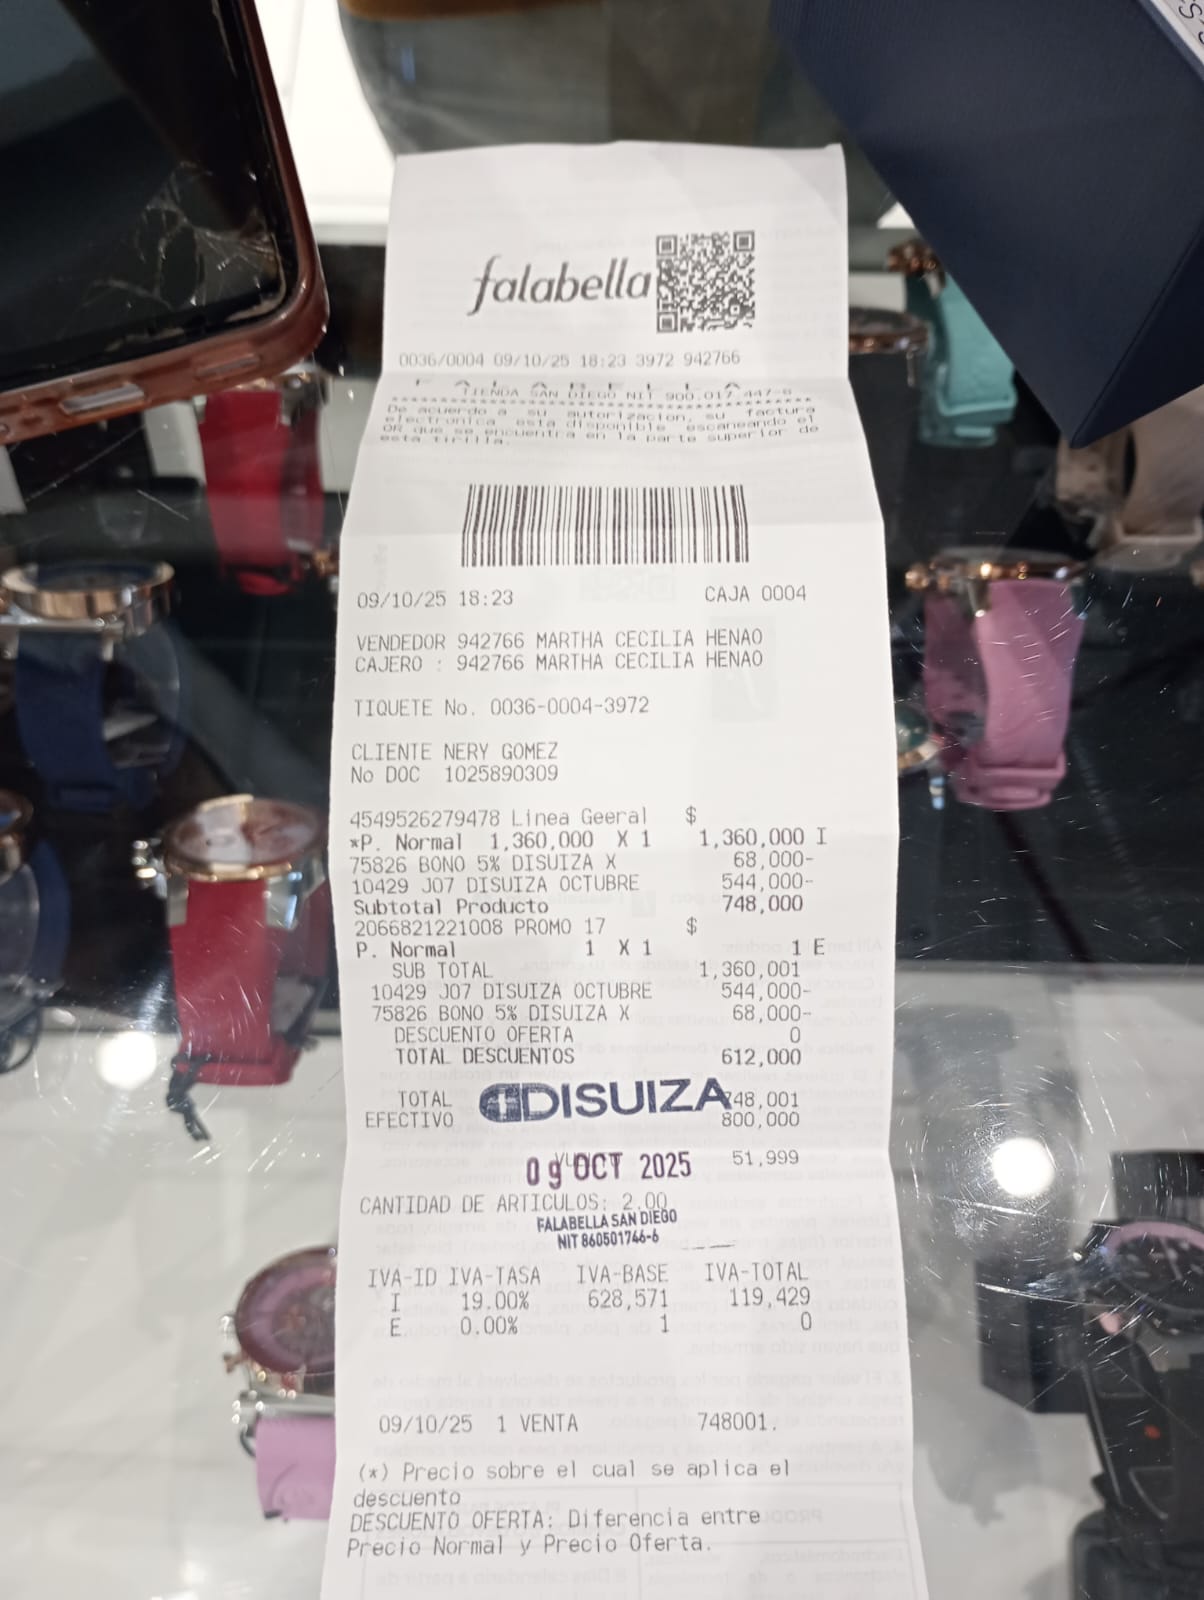 falabella
0036/0004 09/10/25 18:23 3972 942766
F A L A B E L L A
TIENDA SAN DIEGO NIT 900.017.447-8
De acuerdo a su autorizacion, su factura
electronica esta disponible escaneando el
QR que se encuentra en la parte superior de
esta tirilla.
09/10/25 18:23 CAJA 0004
VENDEDOR 942766 MARTHA CECILIA HENAO
CAJERO : 942766 MARTHA CECILIA HENAO
TIQUETE No. 0036-0004-3972
CLIENTE NERY GOMEZ
No DOC 1025890309
4549526279478 Linea Geeral $
*P. Normal 1,360,000 X 1 1,360,000 I
75826 BONO 5% DISUIZA X 68,000-
10429 J07 DISUIZA OCTUBRE 544,000-
Subtotal Producto 748,000
2066821221008 PROMO 17 $
P. Normal 1 X 1 1 E
SUB TOTAL 1,360,001
10429 J07 DISUIZA OCTUBRE 544,000-
75826 BONO 5% DISUIZA X 68,000-
DESCUENTO OFERTA 0
TOTAL DESCUENTOS 612,000
DISUIZA
TOTAL 748,001
EFECTIVO 800,000
51,999
09 OCT 2025
CANTIDAD DE ARTICULOS: 2.00
FALABELLA SAN DIEGO
NIT 860501746-6
IVA-ID IVA-TASA IVA-BASE IVA-TOTAL
I 19.00% 628,571 119,429
E 0.00% 1 0
09/10/25 1 VENTA 748001.
(*) Precio sobre el cual se aplica el
descuento
DESCUENTO OFERTA: Diferencia entre
Precio Normal y Precio Oferta.